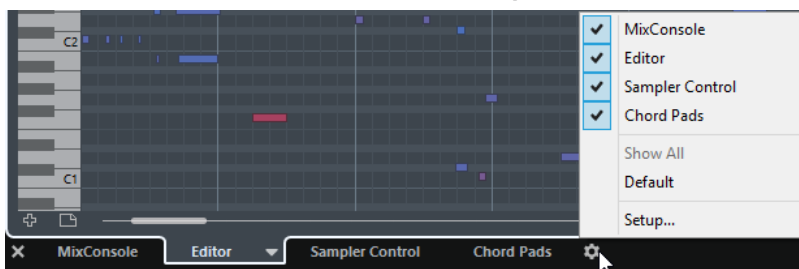 MixConsole
C2
Editor
Sampler Control
Chord Pads
Show All
C1
Default
Setup...
MixConsole Editor Sampler Control Chord Pads